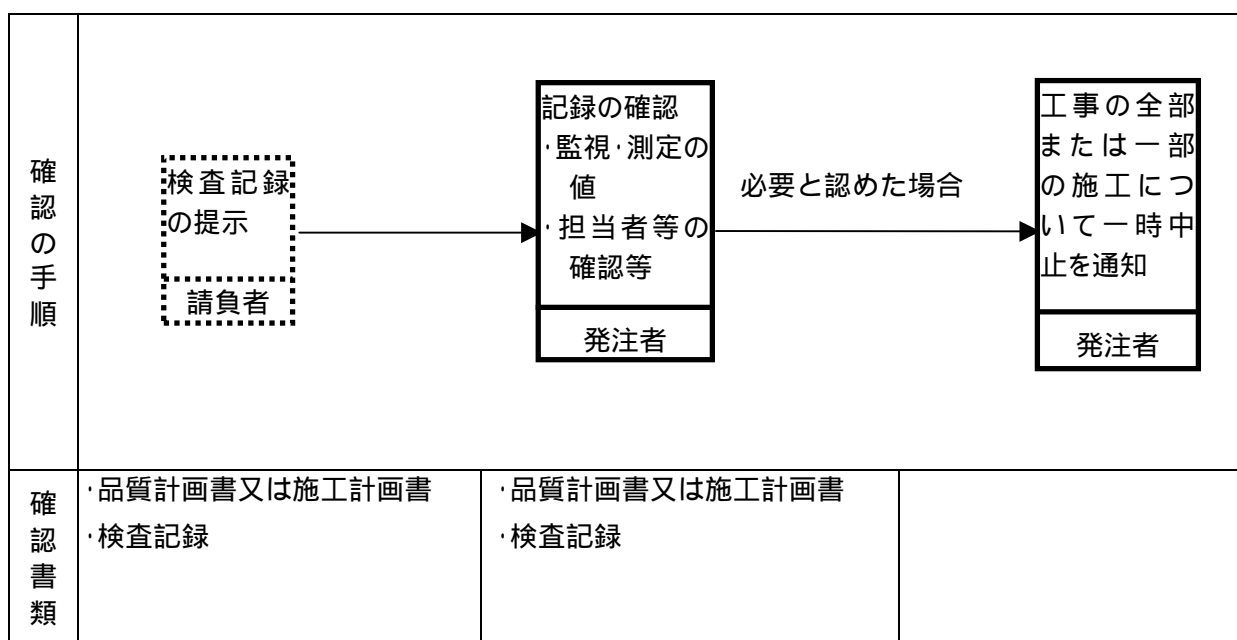 確認の手順
検査記録
の提示
請負者
記録の確認
・監視・測定の
値
・担当者等の
確認等
発注者
必要と認めた場合
工事の全部
または一部
の施工につ
いて一時中
止を通知
発注者
確認書類
・品質計画書又は施工計画書
・検査記録
・品質計画書又は施工計画書
・検査記録